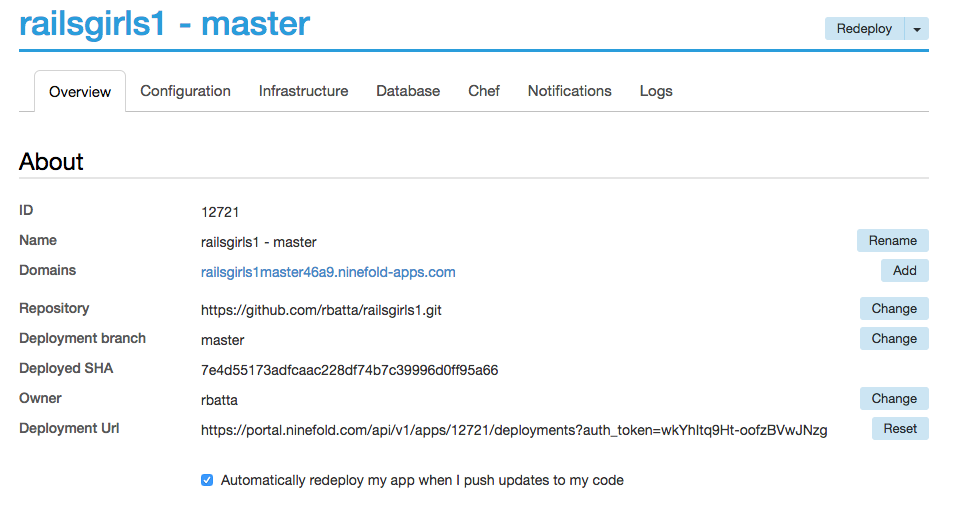 railsgirls1 - master
Redeploy
Overview Configuration Infrastructure Database Chef Notifications Logs
About
ID 12721
Name railsgirls1 - master Rename
Domains railsgirls1master46a9.ninefold-apps.com Add
Repository https://github.com/rbatta/railsgirls1.git Change
Deployment branch master Change
Deployed SHA 7e4d55173adfcaac228df74b7c39996d0ff95a66
Owner rbatta Change
Deployment Url https://portal.ninefold.com/api/v1/apps/12721/deployments?auth_token=wkYhItq9Ht-oofzBVwJNzg Reset
Automatically redeploy my app when I push updates to my code